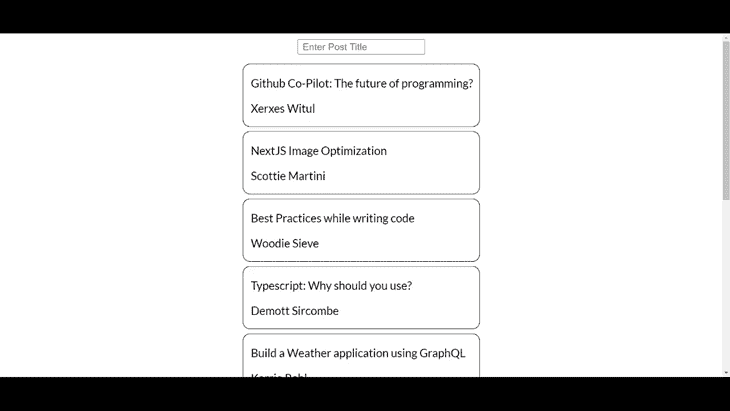 Enter Post Title
Github Co-Pilot: The future of programming?
Xerxes Witul
NextJS Image Optimization
Scottie Martini
Best Practices while writing code
Woodie Sieve
Typescript: Why should you use?
Demott Sircombe
Build a Weather application using GraphQL